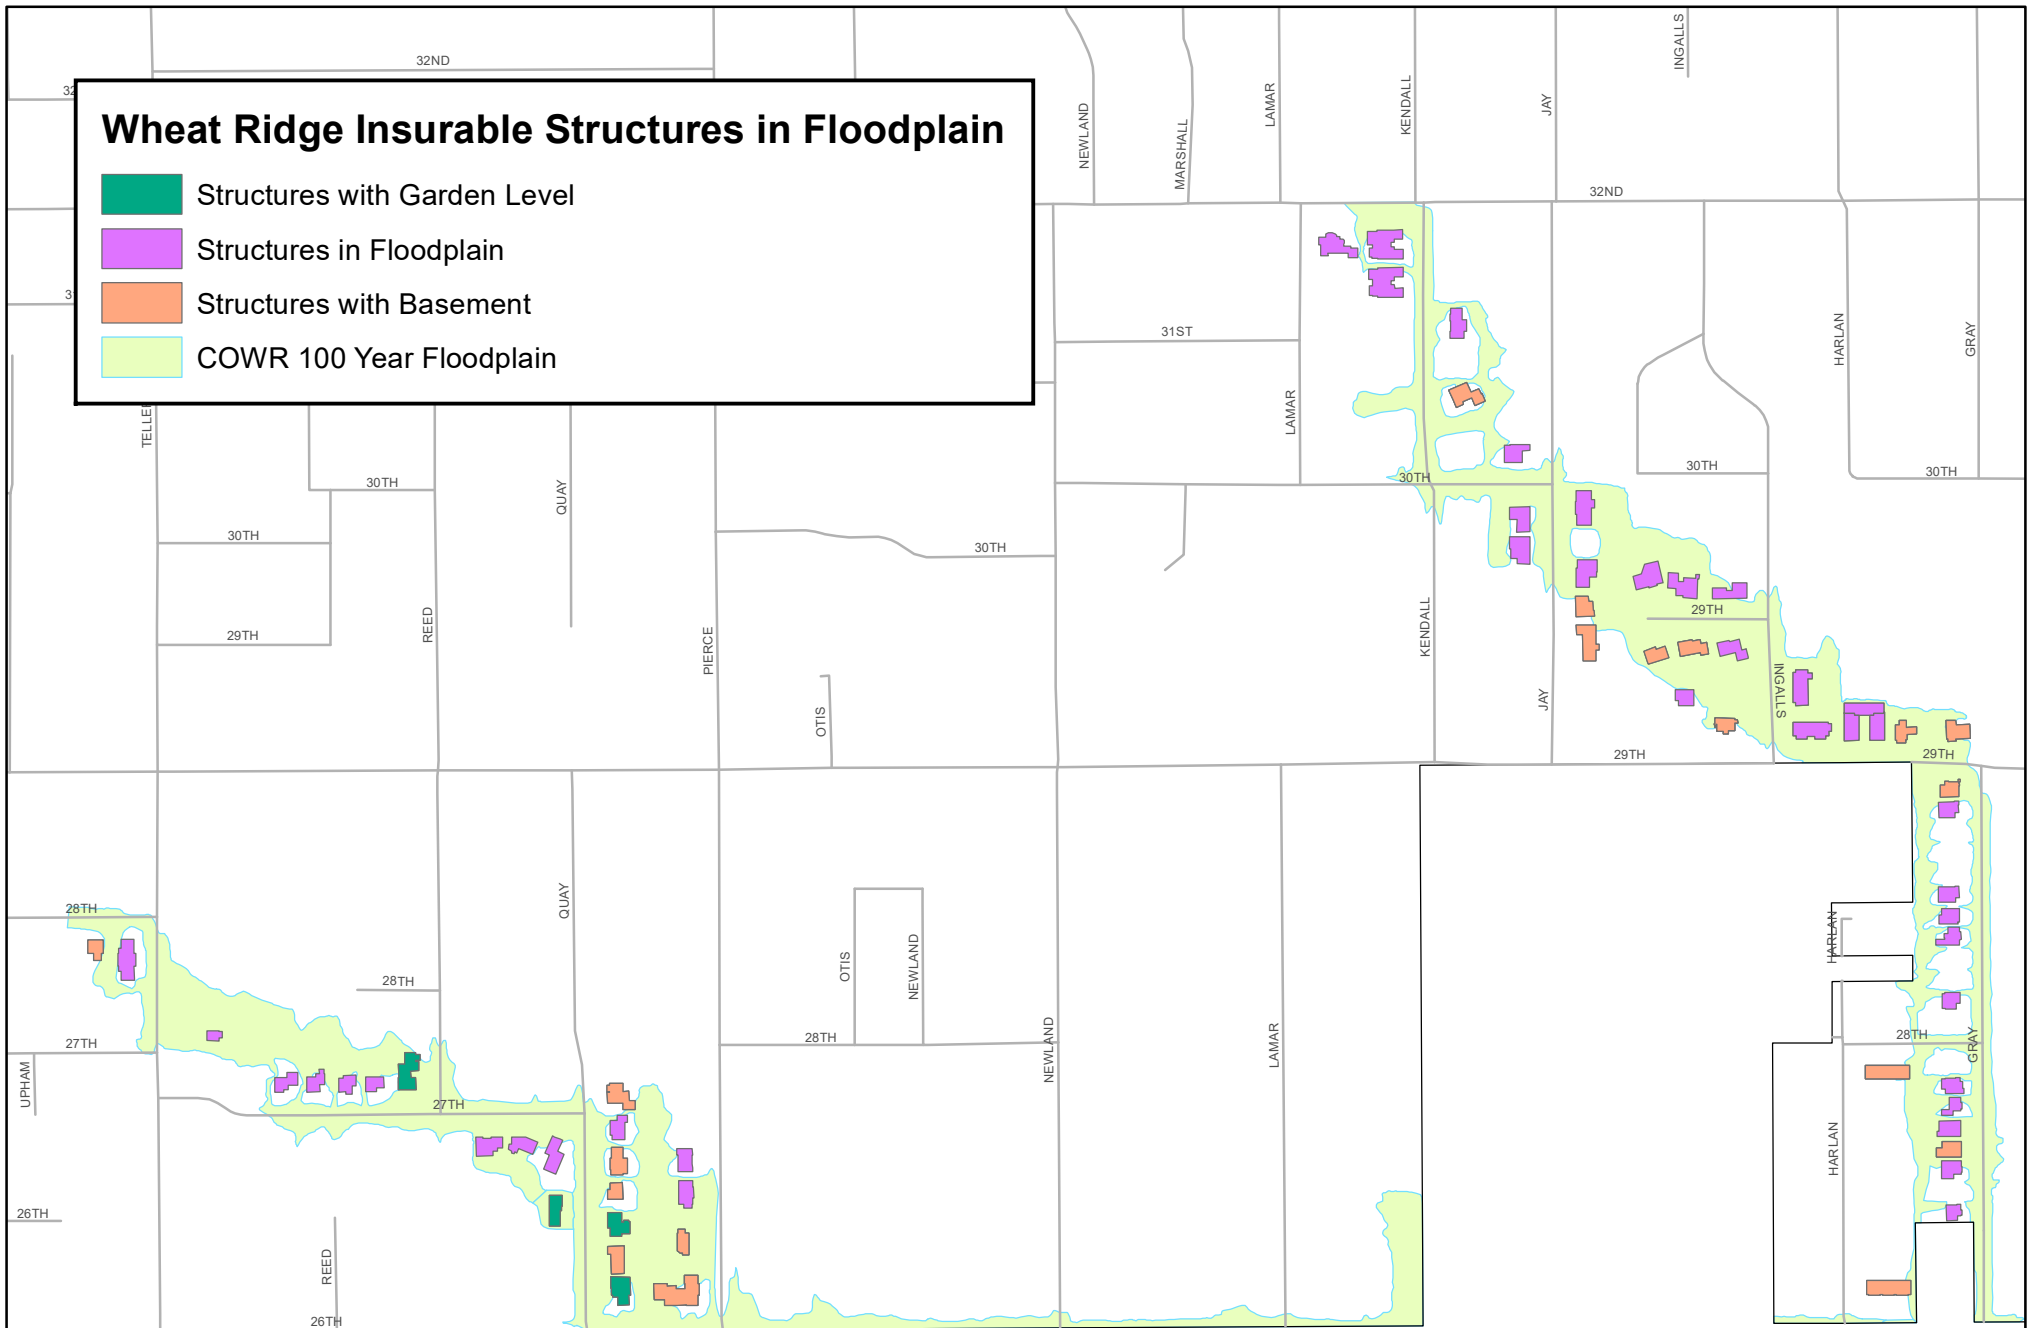 INGALLS
32ND
32
NEWLAND
MARSHALL
LAMAR
KENDALL
JAY
Wheat Ridge Insurable Structures in Floodplain
Structures with Garden Level
Structures in Floodplain
Structures with Basement
COWR 100 Year Floodplain
32ND
31ST
HARLAN
GRAY
LAMAR
30TH
QUAY
30TH
30TH
30TH
30TH
30TH
30TH
29TH
REED
PIERCE
KENDALL
29TH
OTIS
JAY
INGALLS
29TH
29TH
28TH
QUAY
OTIS
NEWLAND
HARLAN
28TH
28TH
NEWLAND
LAMAR
28TH
GRAY
27TH
UPHAM
27TH
HARLAN
26TH
REED
26TH